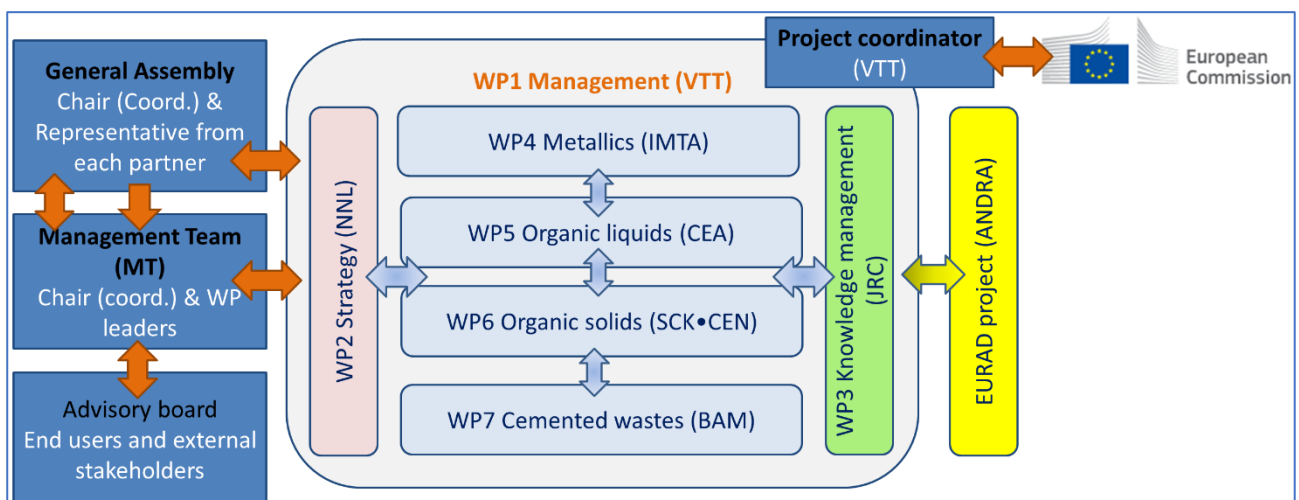 General Assembly
Chair (Coord.) &
Representative from
each partner
Management Team
(MT)
Chair (coord.) & WP
leaders
Advisory board
End users and external
stakeholders
WP1 Management (VTT)
Project coordinator
(VTT)
European
Commission
WP2 Strategy (NNL)
WP4 Metallics (IMTA)
WP5 Organic liquids (CEA)
WP6 Organic solids (SCK•CEN)
WP7 Cemented wastes (BAM)
WP3 Knowledge management
(JRC)
EURAD project (ANDRA)